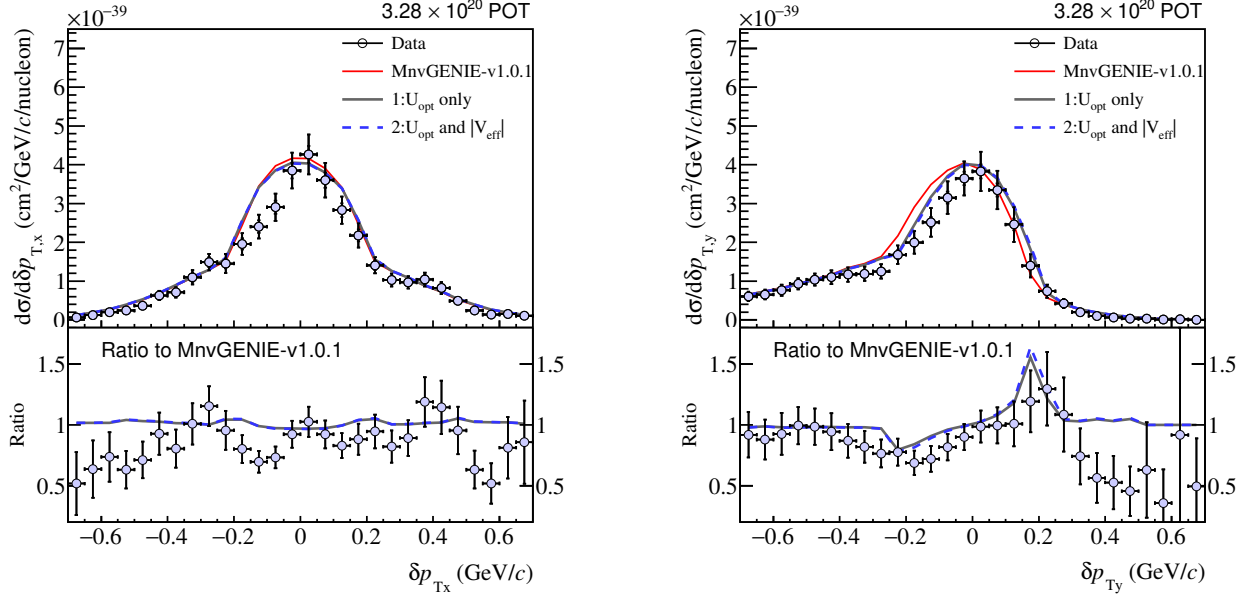 ×10⁻³⁹
3.28 × 10²⁰ POT
Data
MnvGENIE-v1.0.1
1:U_opt only
2:U_opt and |V_eff|
dσ/dδp_T,x (cm²/GeV/c/nucleon)
7
6
5
4
3
2
1
0
Ratio to MnvGENIE-v1.0.1
Ratio
1.5
1
0.5
1.5
1
0.5
−0.6 −0.4 −0.2 0 0.2 0.4 0.6
δp_Tx (GeV/c)
×10⁻³⁹
3.28 × 10²⁰ POT
Data
MnvGENIE-v1.0.1
1:U_opt only
2:U_opt and |V_eff|
dσ/dδp_T,y (cm²/GeV/c/nucleon)
7
6
5
4
3
2
1
0
Ratio to MnvGENIE-v1.0.1
Ratio
1.5
1
0.5
1.5
1
0.5
−0.6 −0.4 −0.2 0 0.2 0.4 0.6
δp_Ty (GeV/c)